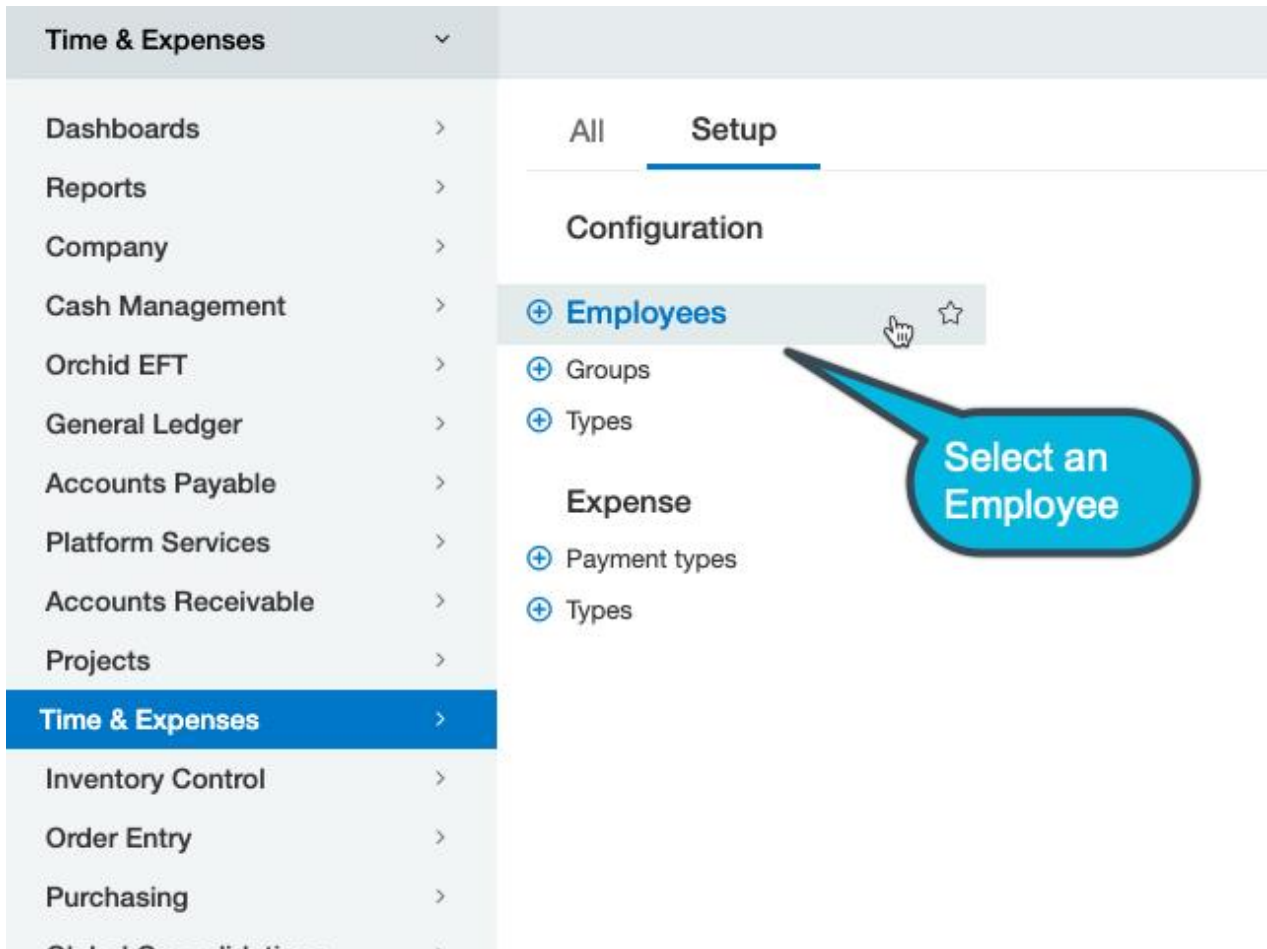 Time & Expenses
Dashboards
Reports
Company
Cash Management
Orchid EFT
General Ledger
Accounts Payable
Platform Services
Accounts Receivable
Projects
Time & Expenses
Inventory Control
Order Entry
Purchasing
All Setup
Configuration
Employees
Groups
Types
Expense
Payment types
Types
Select an
Employee